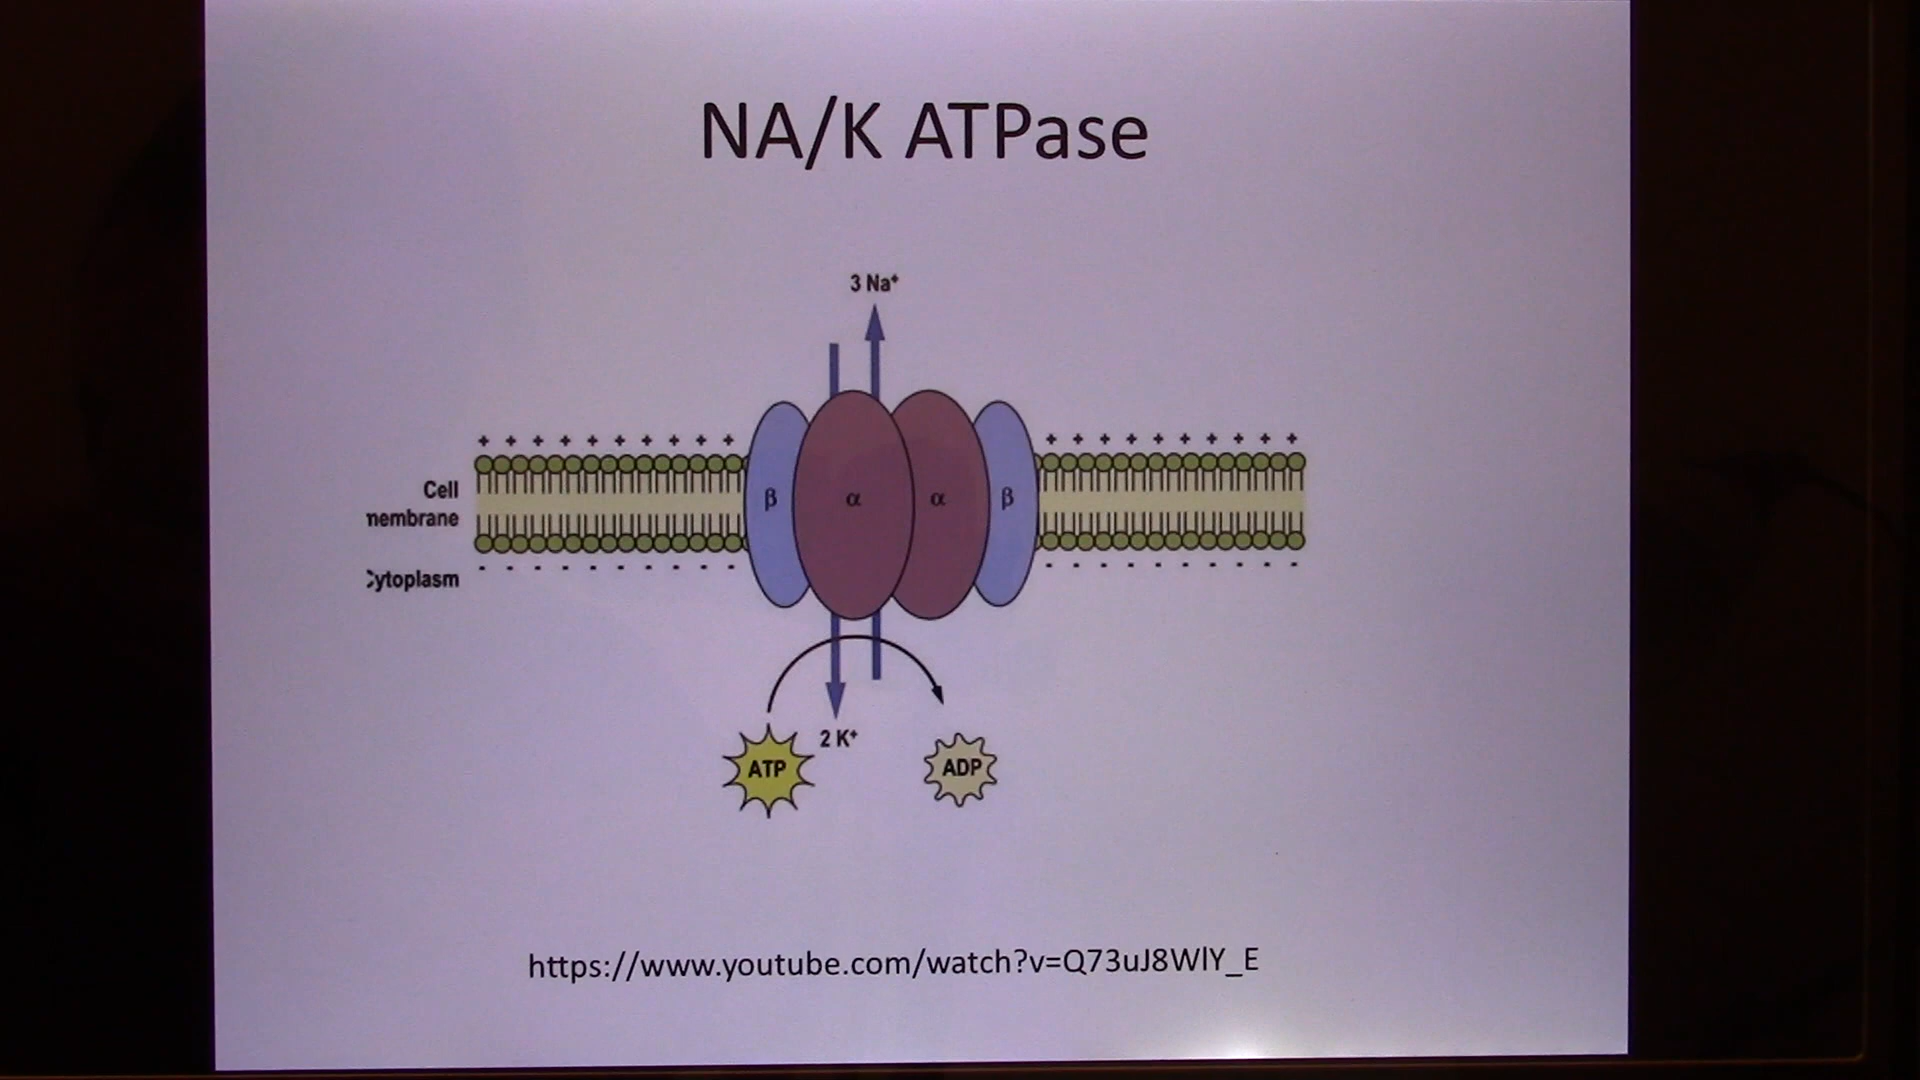 NA/K ATPase
3 Na⁺
+ + + + + + + + + + + + + + + + + + + +
Cell
membrane
β α α β
- - - - - - - - - - - - - - - - - - - -
Cytoplasm
2 K⁺
ATP
ADP
https://www.youtube.com/watch?v=Q73uJ8WlY_E